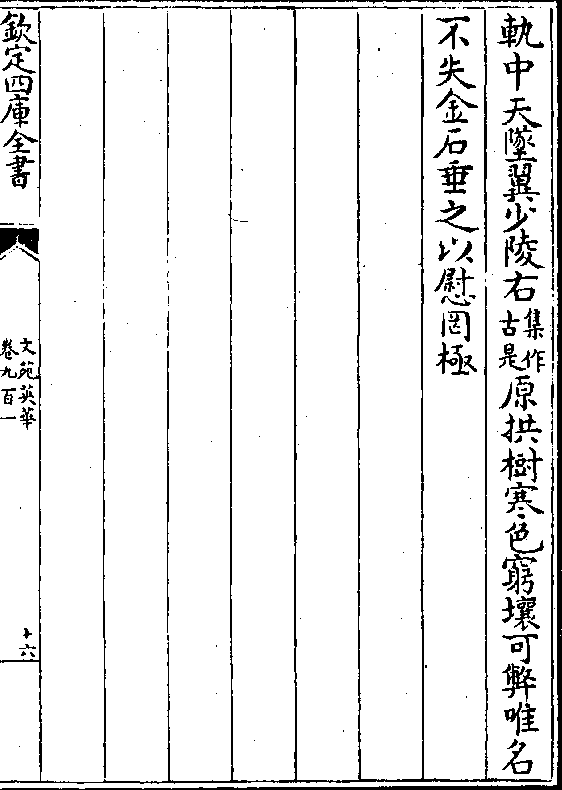 軌中天墜翼少陵右集作古是原拱樹寒色窮壤可弊唯名
不失金石垂之以慰罔極
欽定四庫全書
文苑英華
卷九百一
十六